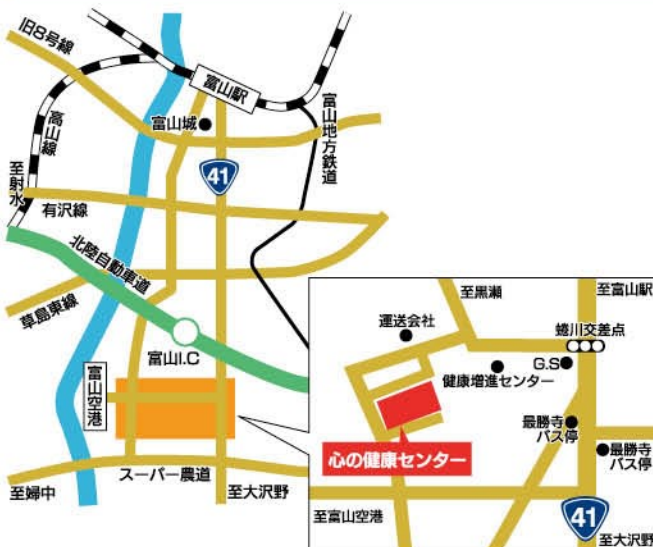 旧8号線
富山駅
高山線
富山城
富山地方鉄道
41
至射水
有沢線
北陸自動車道
草島東線
富山I.C
富山空港
スーパー農道
至婦中
至大沢野
至黒瀬
至富山駅
運送会社
蜷川交差点
G.S
健康増進センター
最勝寺
バス停
心の健康センター
最勝寺
バス停
至富山空港
41
至大沢野